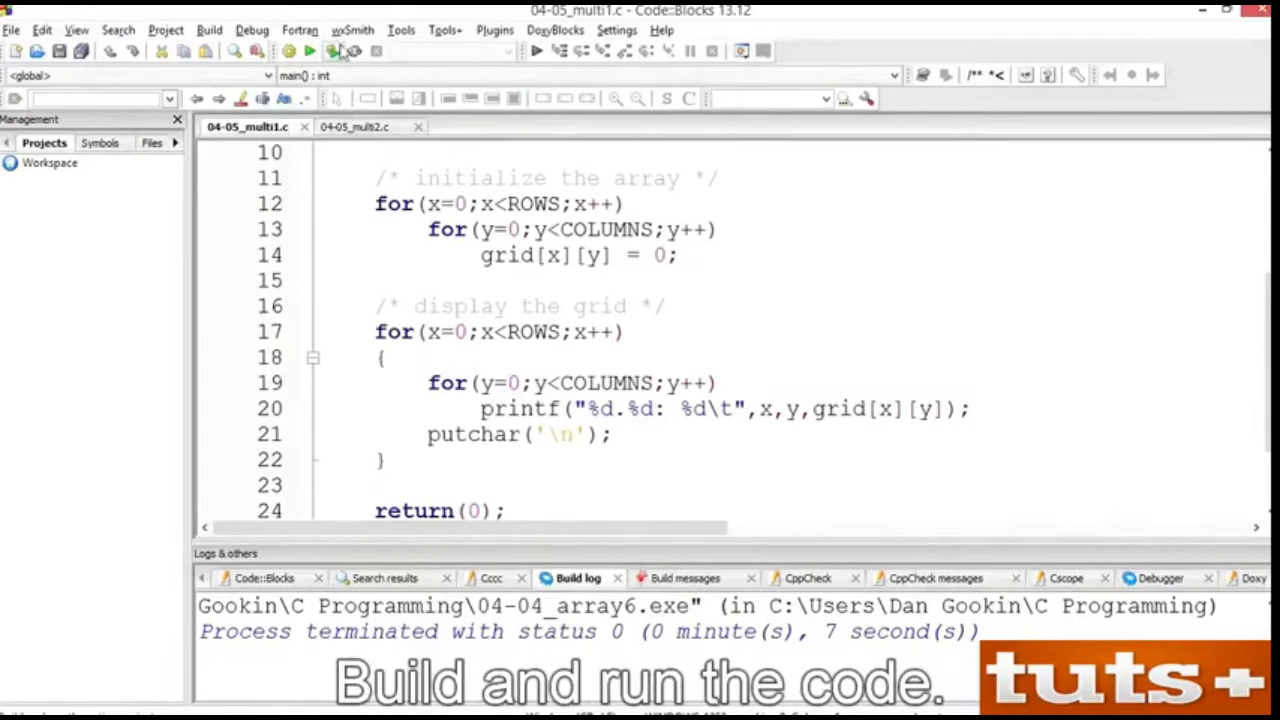 04-05_multi1.c - Code::Blocks 13.12
File Edit View Search Project Build Debug Fortran wxSmith Tools Tools+ Plugins DoxyBlocks Settings Help
<global> main() : int
/** *<
S C
Management
04-05_multi1.c 04-05_multi2.c
Projects Symbols Files
Workspace
10
11 /* initialize the array */
12 for(x=0;x<ROWS;x++)
13 for(y=0;y<COLUMNS;y++)
14 grid[x][y] = 0;
15
16 /* display the grid */
17 for(x=0;x<ROWS;x++)
18 {
19 for(y=0;y<COLUMNS;y++)
20 printf("%d.%d: %d\t",x,y,grid[x][y]);
21 putchar('\n');
22 }
23
24 return(0);
Logs & others
Code::Blocks Search results Cccc Build log Build messages CppCheck CppCheck messages Cscope Debugger Doxy
Gookin\C Programming\04-04_array6.exe" (in C:\Users\Dan Gookin\C Programming)
Process terminated with status 0 (0 minute(s), 7 second(s))
Build and run the code.
tuts+